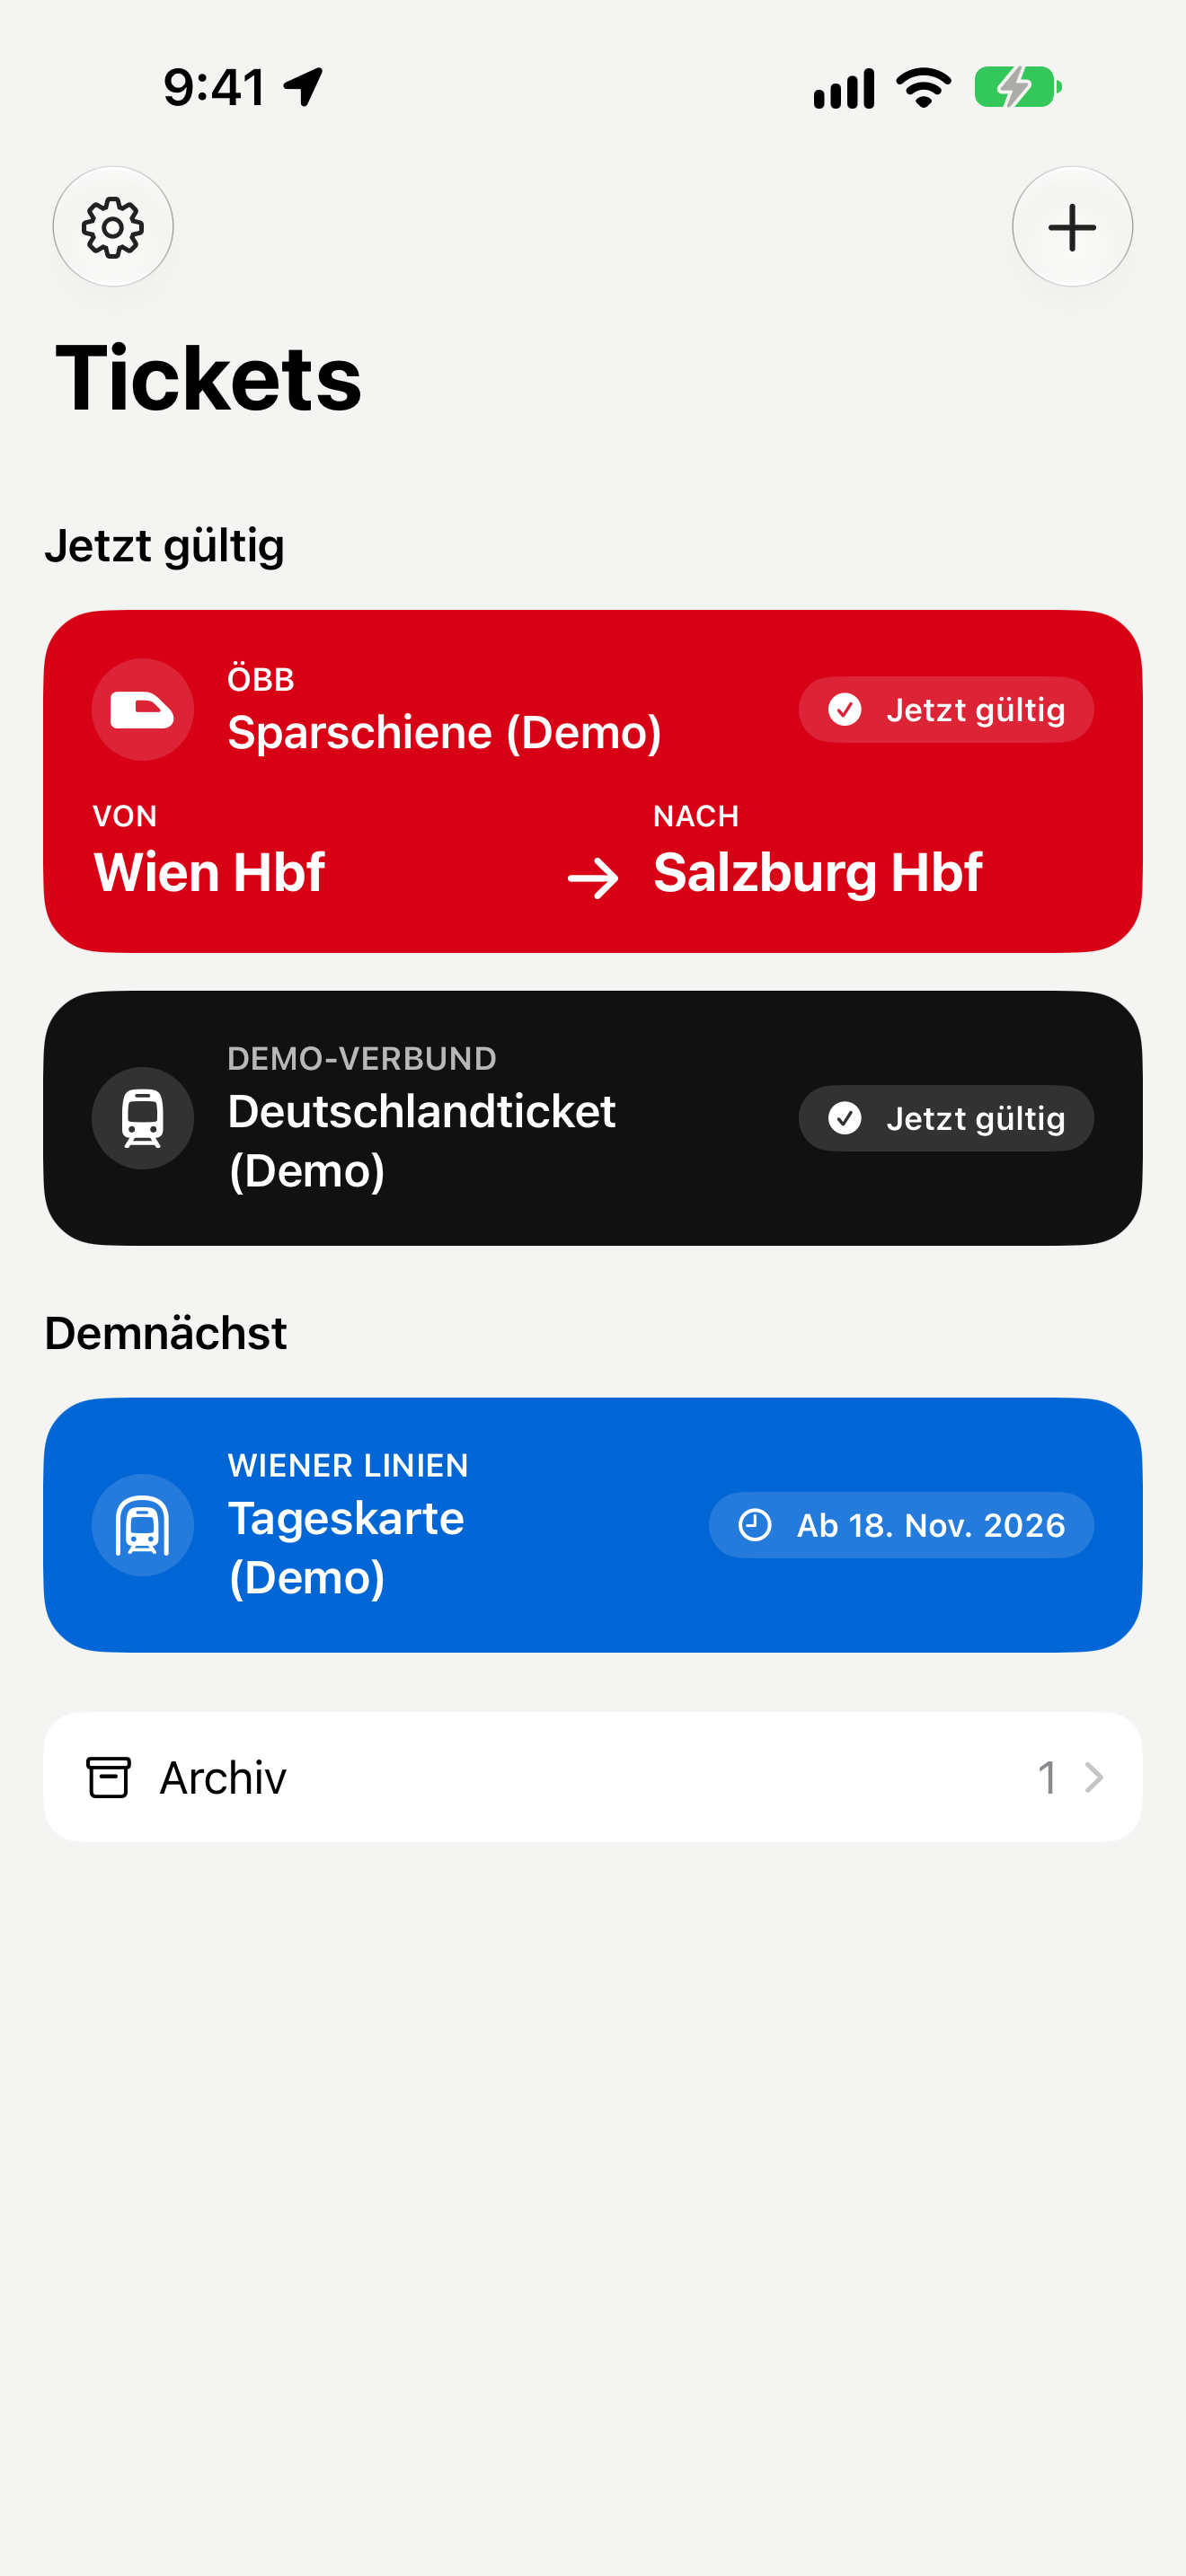 9:41
Tickets
Jetzt gültig
ÖBB
Sparschiene (Demo)
Jetzt gültig
VON
NACH
Wien Hbf
Salzburg Hbf
DEMO-VERBUND
Deutschlandticket
(Demo)
Jetzt gültig
Demnächst
WIENER LINIEN
Tageskarte
(Demo)
Ab 18. Nov. 2026
Archiv
1